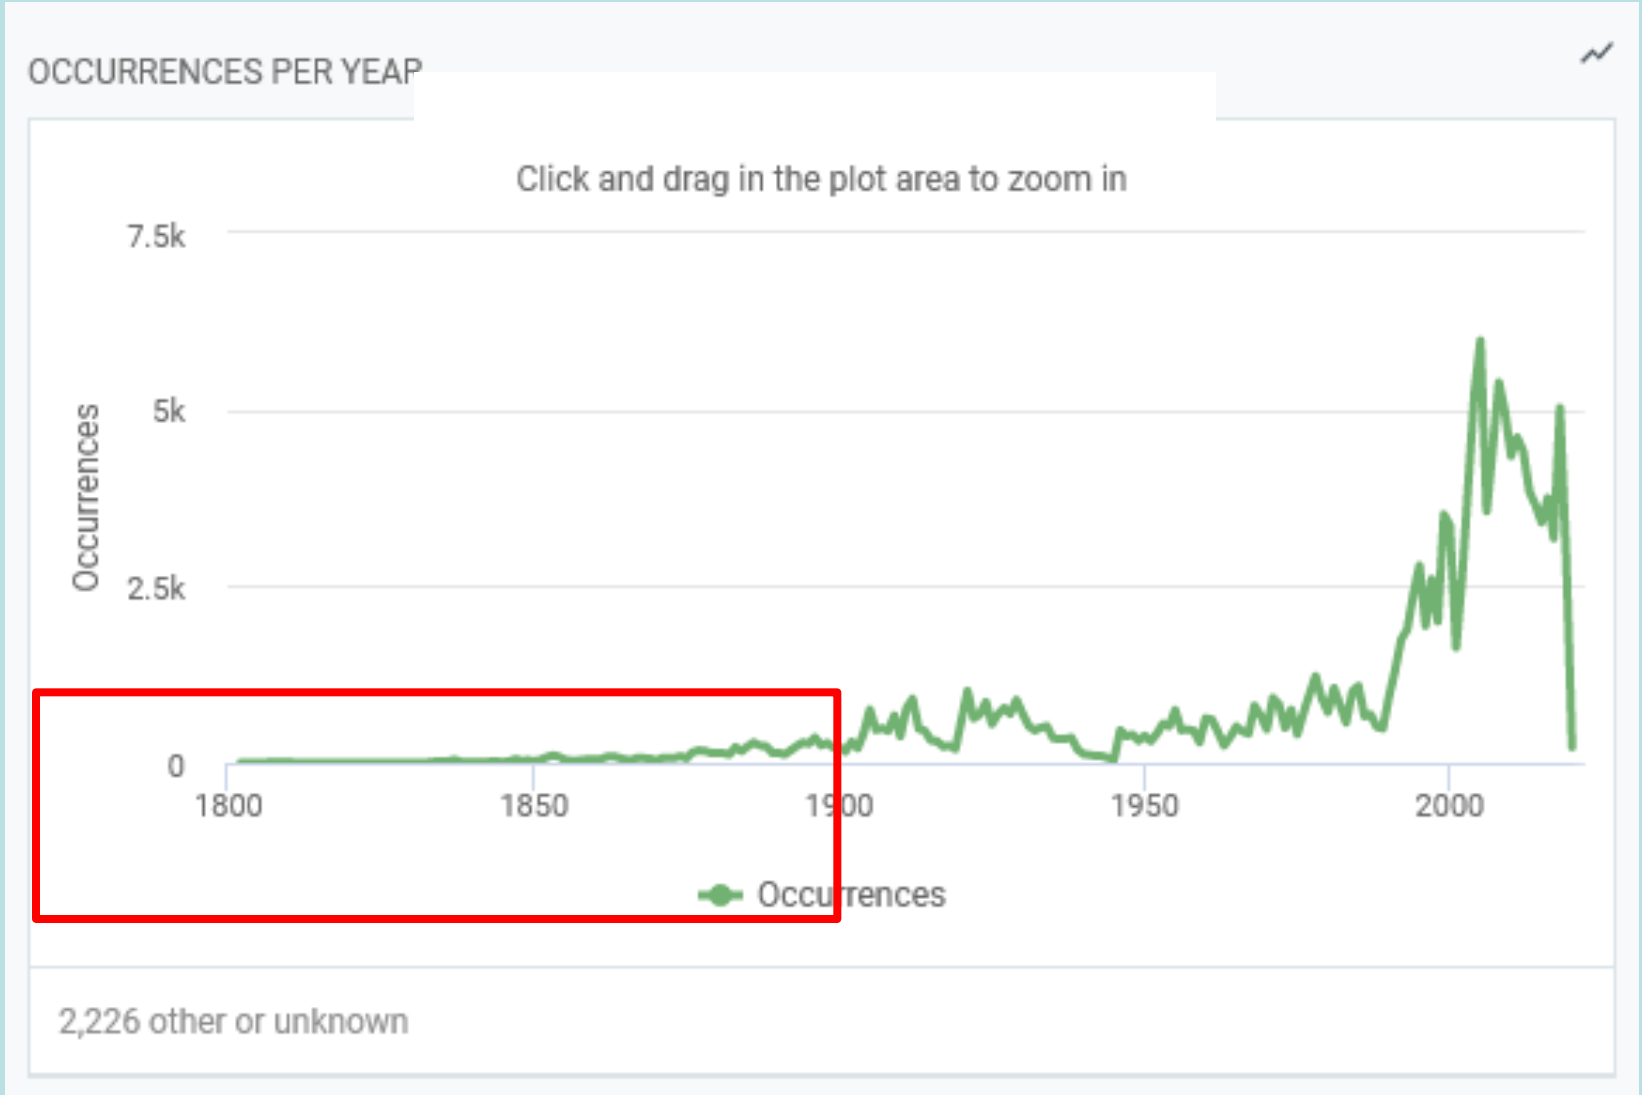 OCCURRENCES PER YEAR
Click and drag in the plot area to zoom in
7.5k
5k
2.5k
0
Occurrences
1800 1850 1900 1950 2000
Occurrences
2,226 other or unknown